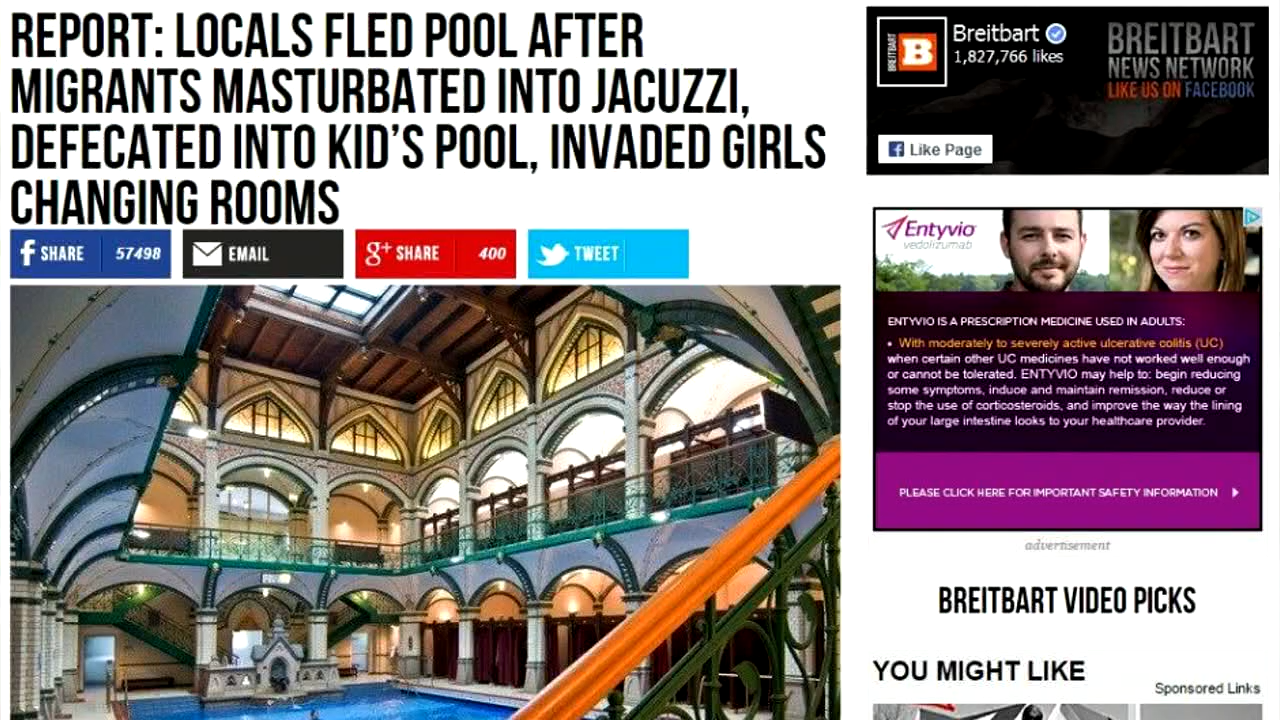 REPORT: LOCALS FLED POOL AFTER
MIGRANTS MASTURBATED INTO JACUZZI,
DEFECATED INTO KID'S POOL, INVADED GIRLS
CHANGING ROOMS
f SHARE 57498
EMAIL
g+ SHARE 400
TWEET
BREITBART
B
Breitbart
1,827,766 likes
BREITBART
NEWS NETWORK
LIKE US ON FACEBOOK
f Like Page
Entyvio
vedolizumab
ENTYVIO IS A PRESCRIPTION MEDICINE USED IN ADULTS:
• With moderately to severely active ulcerative colitis (UC)
when certain other UC medicines have not worked well enough
or cannot be tolerated. ENTYVIO may help to: begin reducing
some symptoms, induce and maintain remission, reduce or
stop the use of corticosteroids, and improve the way the lining
of your large intestine looks to your healthcare provider.
PLEASE CLICK HERE FOR IMPORTANT SAFETY INFORMATION
advertisement
BREITBART VIDEO PICKS
YOU MIGHT LIKE
Sponsored Links